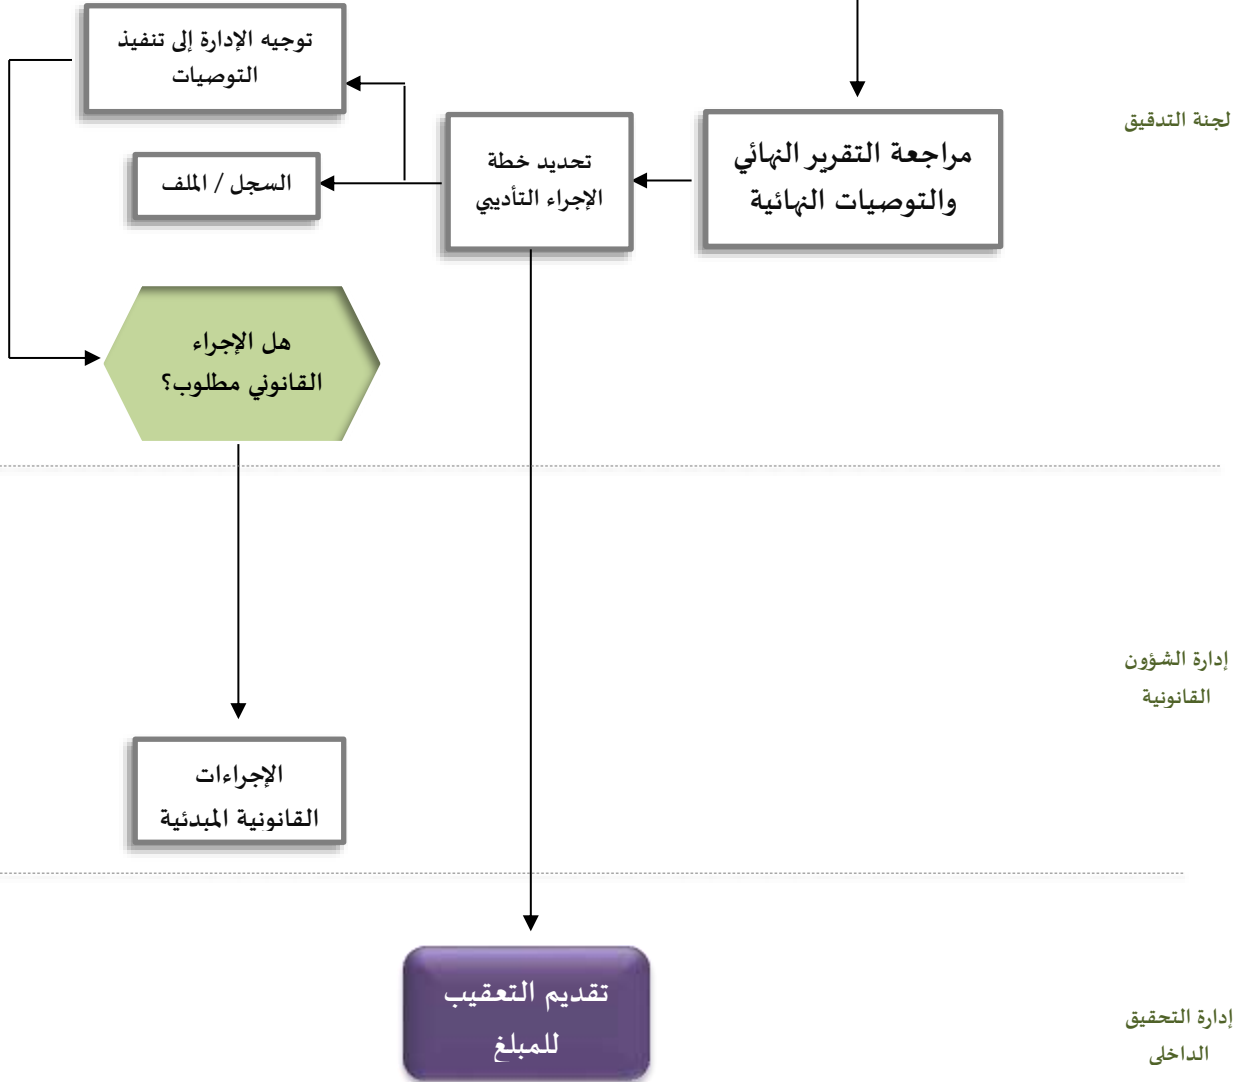 لجنة التدقيق
مراجعة التقرير النهائي
والتوصيات النهائية
تحديد خطة
الإجراء التأديبي
توجيه الإدارة إلى تنفيذ
التوصيات
السجل / الملف
هل الإجراء
القانوني مطلوب؟
إدارة الشؤون
القانونية
الإجراءات
القانونية المبدئية
إدارة التحقيق
الداخلي
تقديم التعقيب
للمبلغ